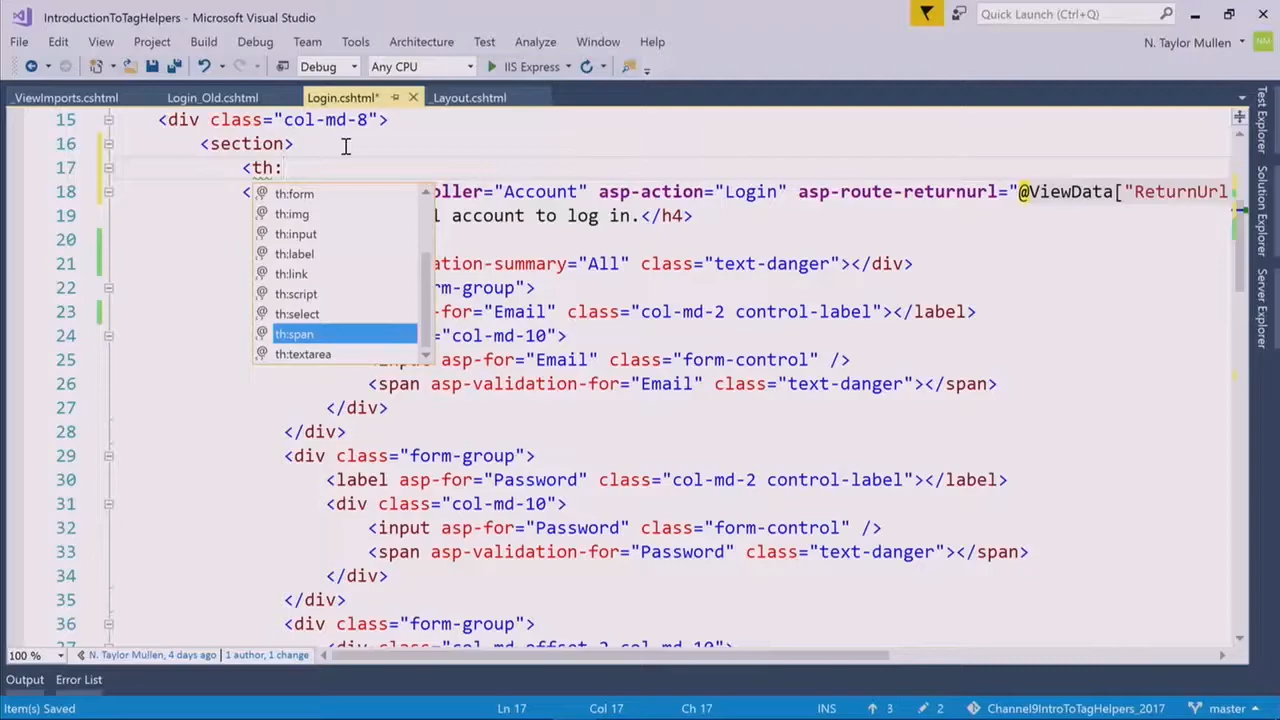 IntroductionToTagHelpers - Microsoft Visual Studio
Quick Launch (Ctrl+Q)
File Edit View Project Build Debug Team Tools Architecture Test Analyze Window Help
N. Taylor Mullen
NM
Debug Any CPU IIS Express
_ViewImports.cshtml Login_Old.cshtml Login.cshtml* _Layout.cshtml
15 <div class="col-md-8">
16 <section>
17 <th:
18 < oller="Account" asp-action="Login" asp-route-returnurl="@ViewData["ReturnUrl
19 l account to log in.</h4>
20
21 ation-summary="All" class="text-danger"></div>
22 rm-group">
23 -for="Email" class="col-md-2 control-label"></label>
24 ="col-md-10">
25 asp-for="Email" class="form-control" />
26 <span asp-validation-for="Email" class="text-danger"></span>
27 </div>
28 </div>
29 <div class="form-group">
30 <label asp-for="Password" class="col-md-2 control-label"></label>
31 <div class="col-md-10">
32 <input asp-for="Password" class="form-control" />
33 <span asp-validation-for="Password" class="text-danger"></span>
34 </div>
35 </div>
36 <div class="form-group">
37 <div class="col-md-offset-2 col-md-10">
th:form
th:img
th:input
th:label
th:link
th:script
th:select
th:span
th:textarea
Test Explorer
Solution Explorer
Server Explorer
100 % N. Taylor Mullen, 4 days ago 1 author, 1 change
Output Error List
Item(s) Saved Ln 17 Col 17 Ch 17 INS 3 2 Channel9IntroToTagHelpers_2017 master